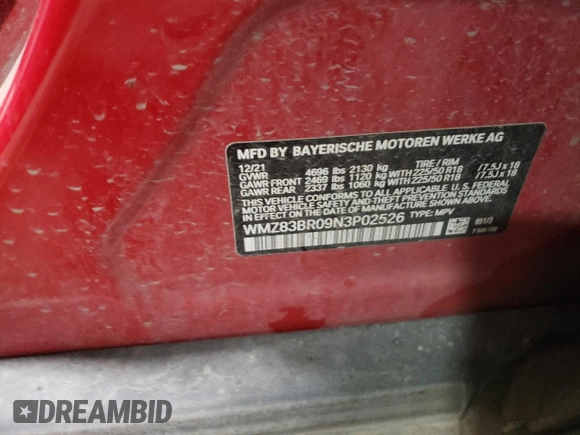 MFD BY BAYERISCHE MOTOREN WERKE AG
12/21 TIRE / RIM
GVWR 4696 lbs 2130 kg
GAWR FRONT 2469 lbs 1120 kg WITH 225/50 R18 /7.5J x 18
GAWR REAR 2337 lbs 1060 kg WITH 225/50 R18 /7.5J x 18
THIS VEHICLE CONFORMS TO ALL APPLICABLE U.S. FEDERAL
MOTOR VEHICLE SAFETY, AND THEFT PREVENTION STANDARDS
IN EFFECT ON THE DATE OF MANUFACTURE SHOWN ABOVE.
WMZ83BR09N3P02526 TYPE: MPV
DREAMBID